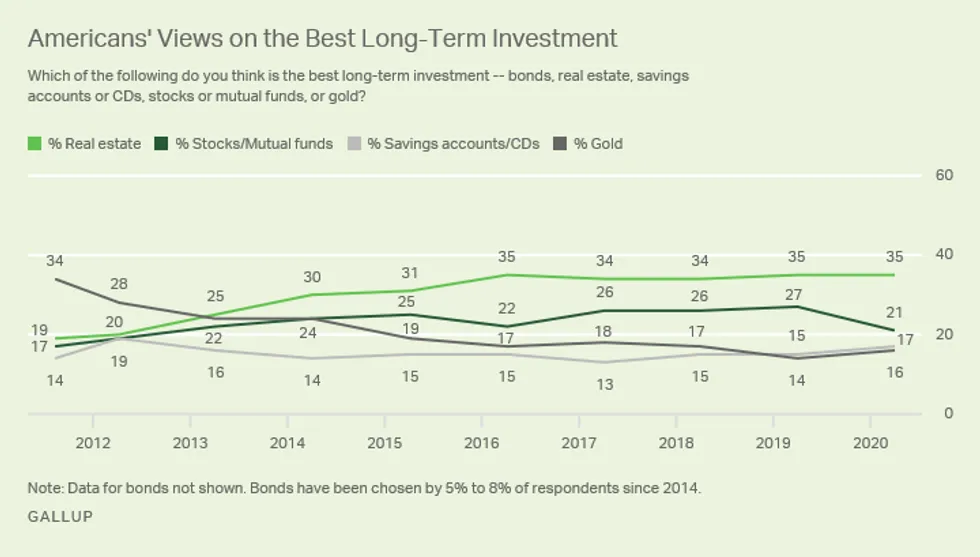 Americans' Views on the Best Long-Term Investment
Which of the following do you think is the best long-term investment -- bonds, real estate, savings
accounts or CDs, stocks or mutual funds, or gold?
% Real estate % Stocks/Mutual funds % Savings accounts/CDs % Gold
60
40
20
0
34 28 25 30 31 35 34 34 35 35
19 20 25 22 26 26 27 21
17 22 24 19 17 18 17 15 17
14 19 16 14 15 15 13 15 14 16
2012 2013 2014 2015 2016 2017 2018 2019 2020
Note: Data for bonds not shown. Bonds have been chosen by 5% to 8% of respondents since 2014.
GALLUP